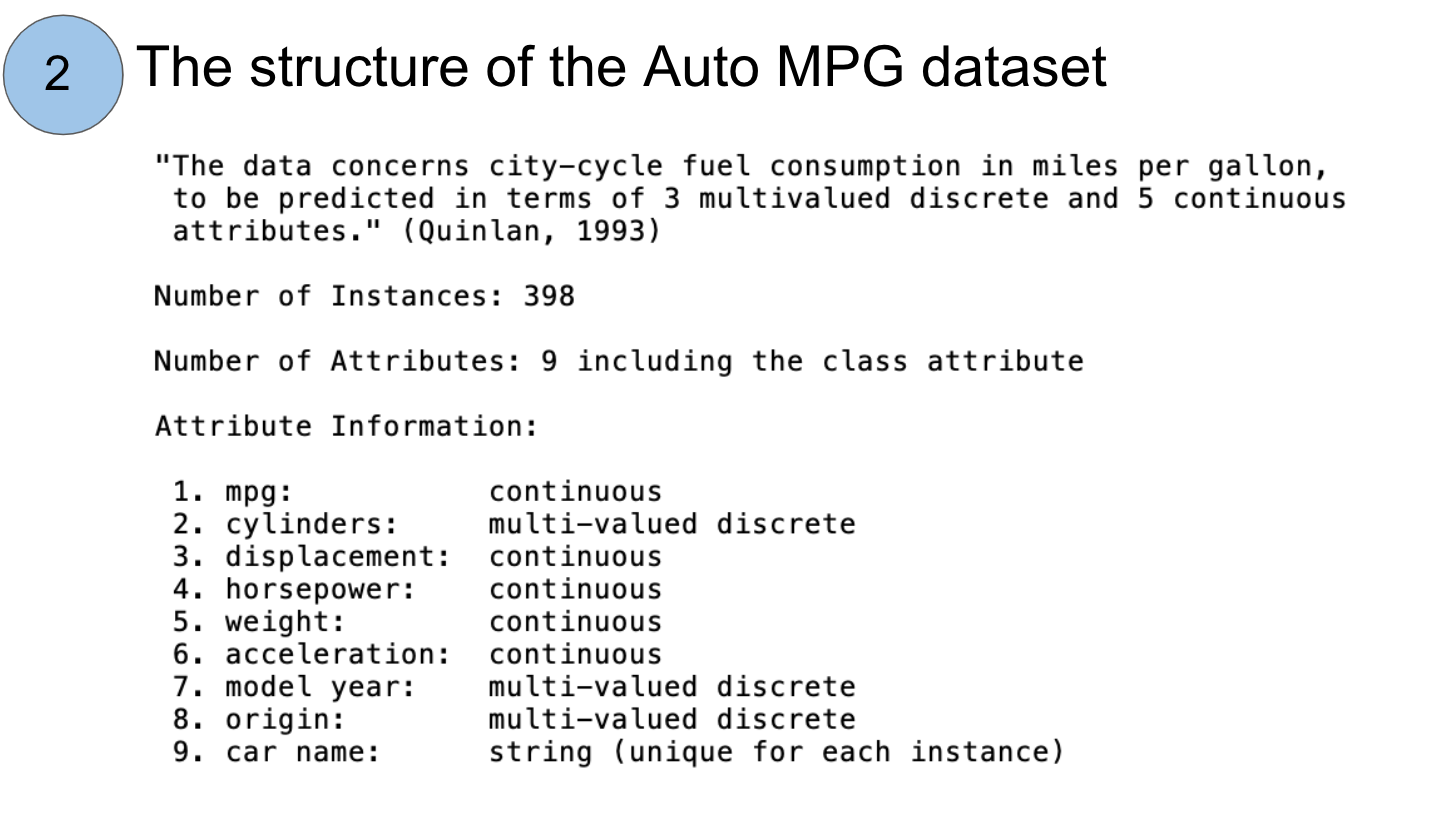 2
The structure of the Auto MPG dataset
"The data concerns city-cycle fuel consumption in miles per gallon,
to be predicted in terms of 3 multivalued discrete and 5 continuous
attributes." (Quinlan, 1993)
Number of Instances: 398
Number of Attributes: 9 including the class attribute
Attribute Information:
1. mpg: continuous
2. cylinders: multi-valued discrete
3. displacement: continuous
4. horsepower: continuous
5. weight: continuous
6. acceleration: continuous
7. model year: multi-valued discrete
8. origin: multi-valued discrete
9. car name: string (unique for each instance)